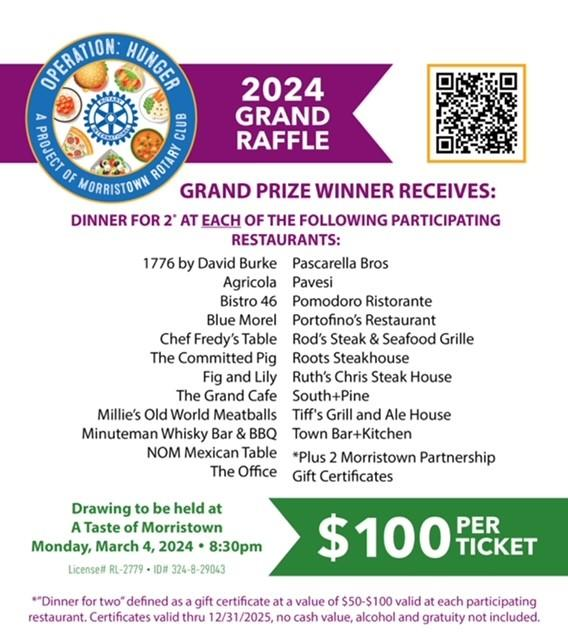 OPERATION: HUNGER
A PROJECT OF MORRISTOWN ROTARY CLUB
ROTARY
INTERNATIONAL
2024
GRAND
RAFFLE
GRAND PRIZE WINNER RECEIVES:
DINNER FOR 2* AT EACH OF THE FOLLOWING PARTICIPATING
RESTAURANTS:
1776 by David Burke
Agricola
Bistro 46
Blue Morel
Chef Fredy's Table
The Committed Pig
Fig and Lily
The Grand Cafe
Millie's Old World Meatballs
Minuteman Whisky Bar & BBQ
NOM Mexican Table
The Office
Pascarella Bros
Pavesi
Pomodoro Ristorante
Portofino's Restaurant
Rod's Steak & Seafood Grille
Roots Steakhouse
Ruth's Chris Steak House
South+Pine
Tiff's Grill and Ale House
Town Bar+Kitchen
*Plus 2 Morristown Partnership
Gift Certificates
Drawing to be held at
A Taste of Morristown
Monday, March 4, 2024 • 8:30pm
License# RL-2779 • ID# 324-8-29043
$100 PER
TICKET
*"Dinner for two" defined as a gift certificate at a value of $50-$100 valid at each participating
restaurant. Certificates valid thru 12/31/2025, no cash value, alcohol and gratuity not included.